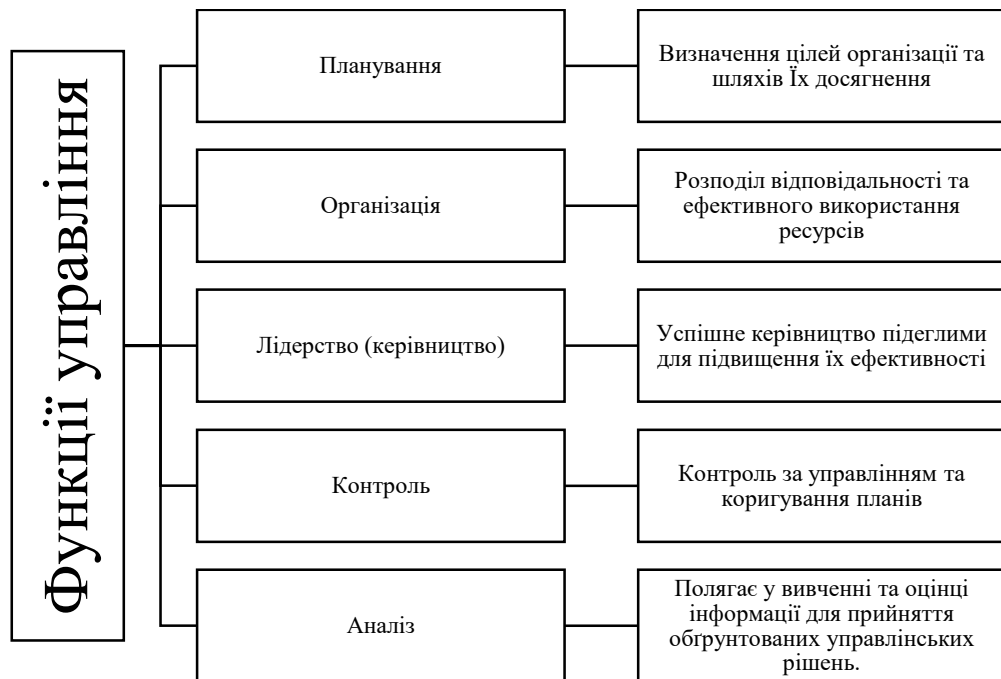 Функції управління
Планування
Визначення цілей організації та
шляхів Їх досягнення
Організація
Розподіл відповідальності та
ефективного використання
ресурсів
Лідерство (керівництво)
Успішне керівництво підеглими
для підвищення їх ефективності
Контроль
Контроль за управлінням та
коригування планів
Аналіз
Полягає у вивченні та оцінці
інформації для прийняття
обґрунтованих управлінських
рішень.